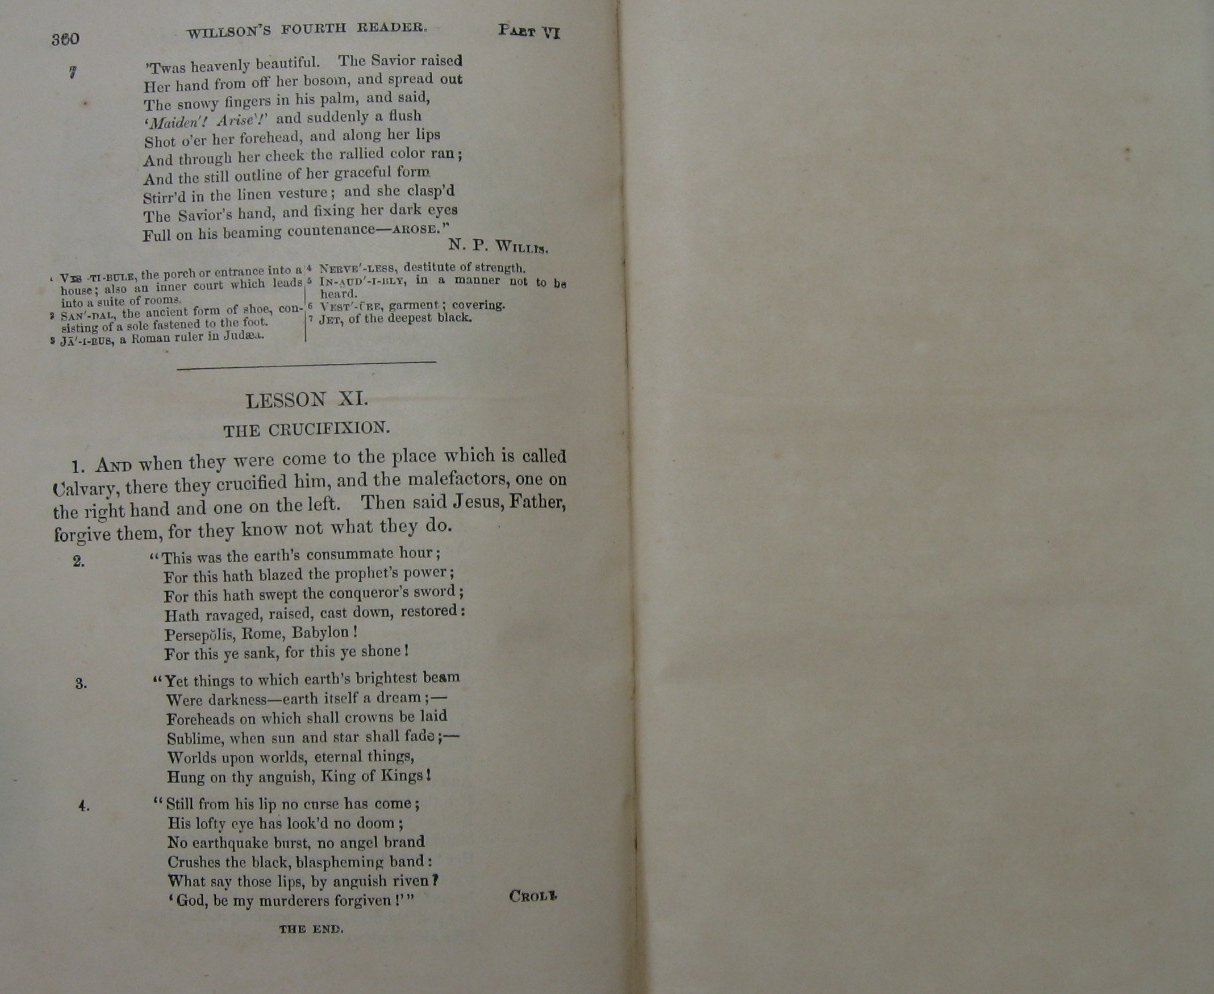 360 WILLSON'S FOURTH READER. PART VI
7 'Twas heavenly beautiful. The Savior raised
Her hand from off her bosom, and spread out
The snowy fingers in his palm, and said,
'Maiden'! Arise'!' and suddenly a flush
Shot o'er her forehead, and along her lips
And through her cheek the rallied color ran;
And the still outline of her graceful form
Stirr'd in the linen vesture; and she clasp'd
The Savior's hand, and fixing her dark eyes
Full on his beaming countenance—AROSE."
N. P. WILLIS.
1 VES'-TI-BULE, the porch or entrance into a
house; also an inner court which leads
into a suite of rooms.
2 SAN'-DAL, the ancient form of shoe, con-
sisting of a sole fastened to the foot.
3 JĀ'-I-RUS, a Roman ruler in Judæa.
4 NERVE'-LESS, destitute of strength.
5 IN-AUD'-I-BLY, in a manner not to be
heard.
6 VEST'-URE, garment; covering.
7 JET, of the deepest black.
LESSON XI.
THE CRUCIFIXION.
1. AND when they were come to the place which is called
Calvary, there they crucified him, and the malefactors, one on
the right hand and one on the left. Then said Jesus, Father,
forgive them, for they know not what they do.
2. "This was the earth's consummate hour;
For this hath blazed the prophet's power;
For this hath swept the conqueror's sword;
Hath ravaged, raised, cast down, restored:
Persepŏlis, Rome, Babylon!
For this ye sank, for this ye shone!
3. "Yet things to which earth's brightest beam
Were darkness—earth itself a dream;—
Foreheads on which shall crowns be laid
Sublime, when sun and star shall fade;—
Worlds upon worlds, eternal things,
Hung on thy anguish, King of Kings!
4. "Still from his lip no curse has come;
His lofty eye has look'd no doom;
No earthquake burst, no angel brand
Crushes the black, blaspheming band:
What say those lips, by anguish riven?
'God, be my murderers forgiven!'" CROLY.
THE END.